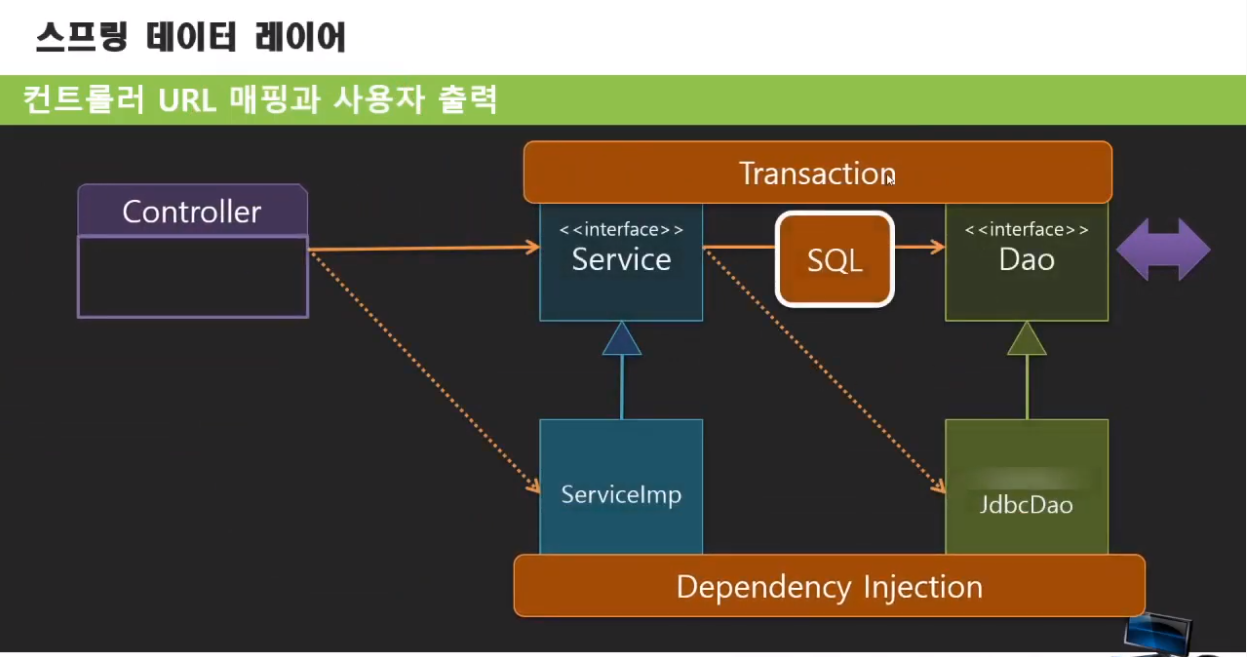 스프링 데이터 레이어
컨트롤러 URL 매핑과 사용자 출력
Transaction
Controller
<<interface>>
Service
SQL
<<interface>>
Dao
ServiceImp
JdbcDao
Dependency Injection